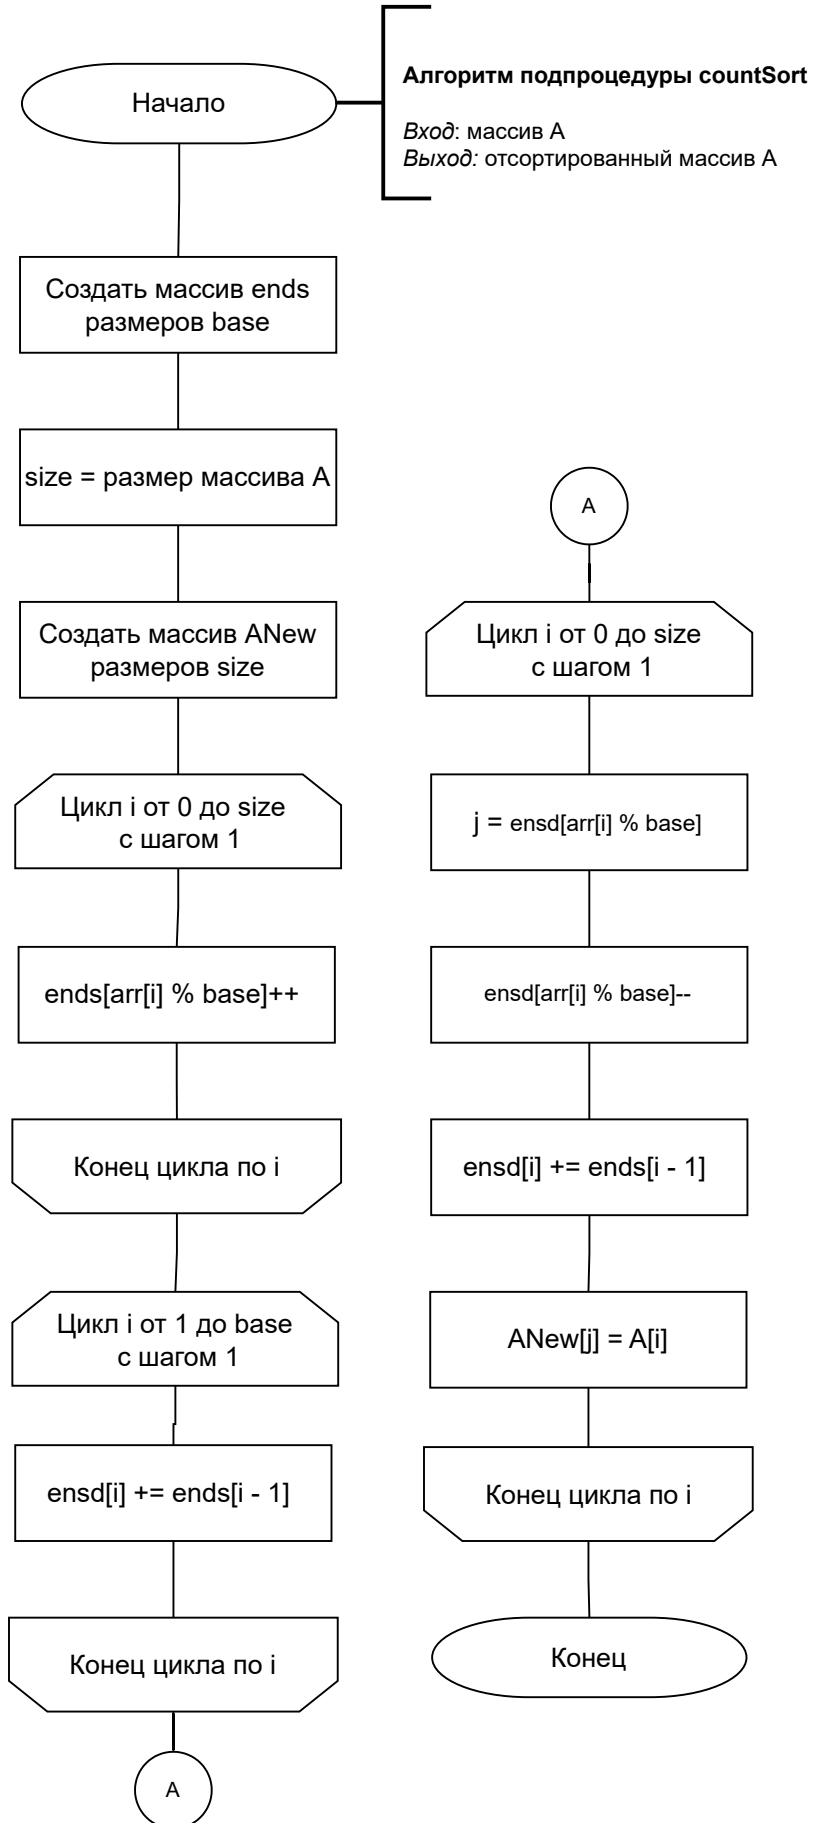 Начало
Алгоритм подпроцедуры countSort
Вход: массив A
Выход: отсортированный массив A
Создать массив ends
размеров base
size = размер массива A
Создать массив ANew
размеров size
Цикл i от 0 до size
с шагом 1
ends[arr[i] % base]++
Конец цикла по i
Цикл i от 1 до base
с шагом 1
ensd[i] += ends[i - 1]
Конец цикла по i
A
A
Цикл i от 0 до size
с шагом 1
j = ensd[arr[i] % base]
ensd[arr[i] % base]--
ensd[i] += ends[i - 1]
ANew[j] = A[i]
Конец цикла по i
Конец